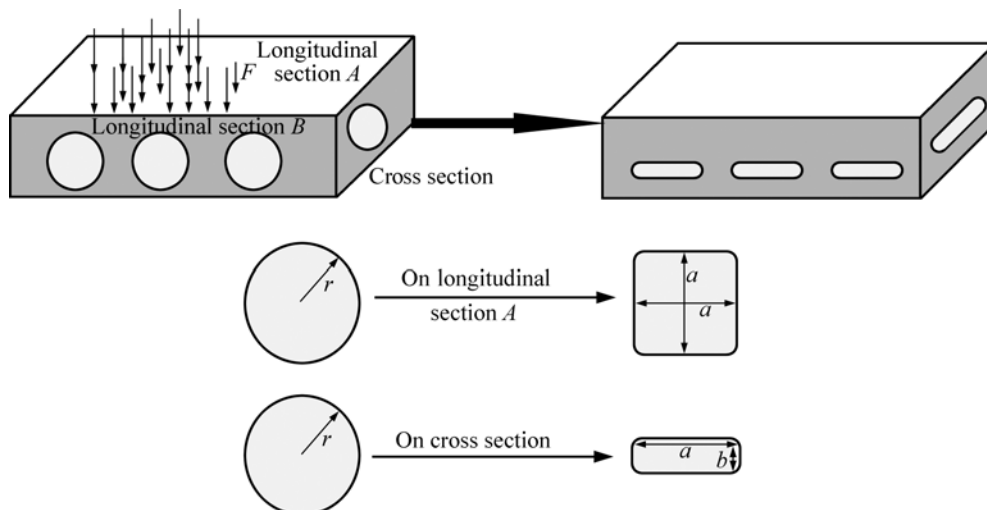 Longitudinal
section A
F
Longitudinal section B
Cross section
r
On longitudinal
section A
a
a
r
On cross section
a
b